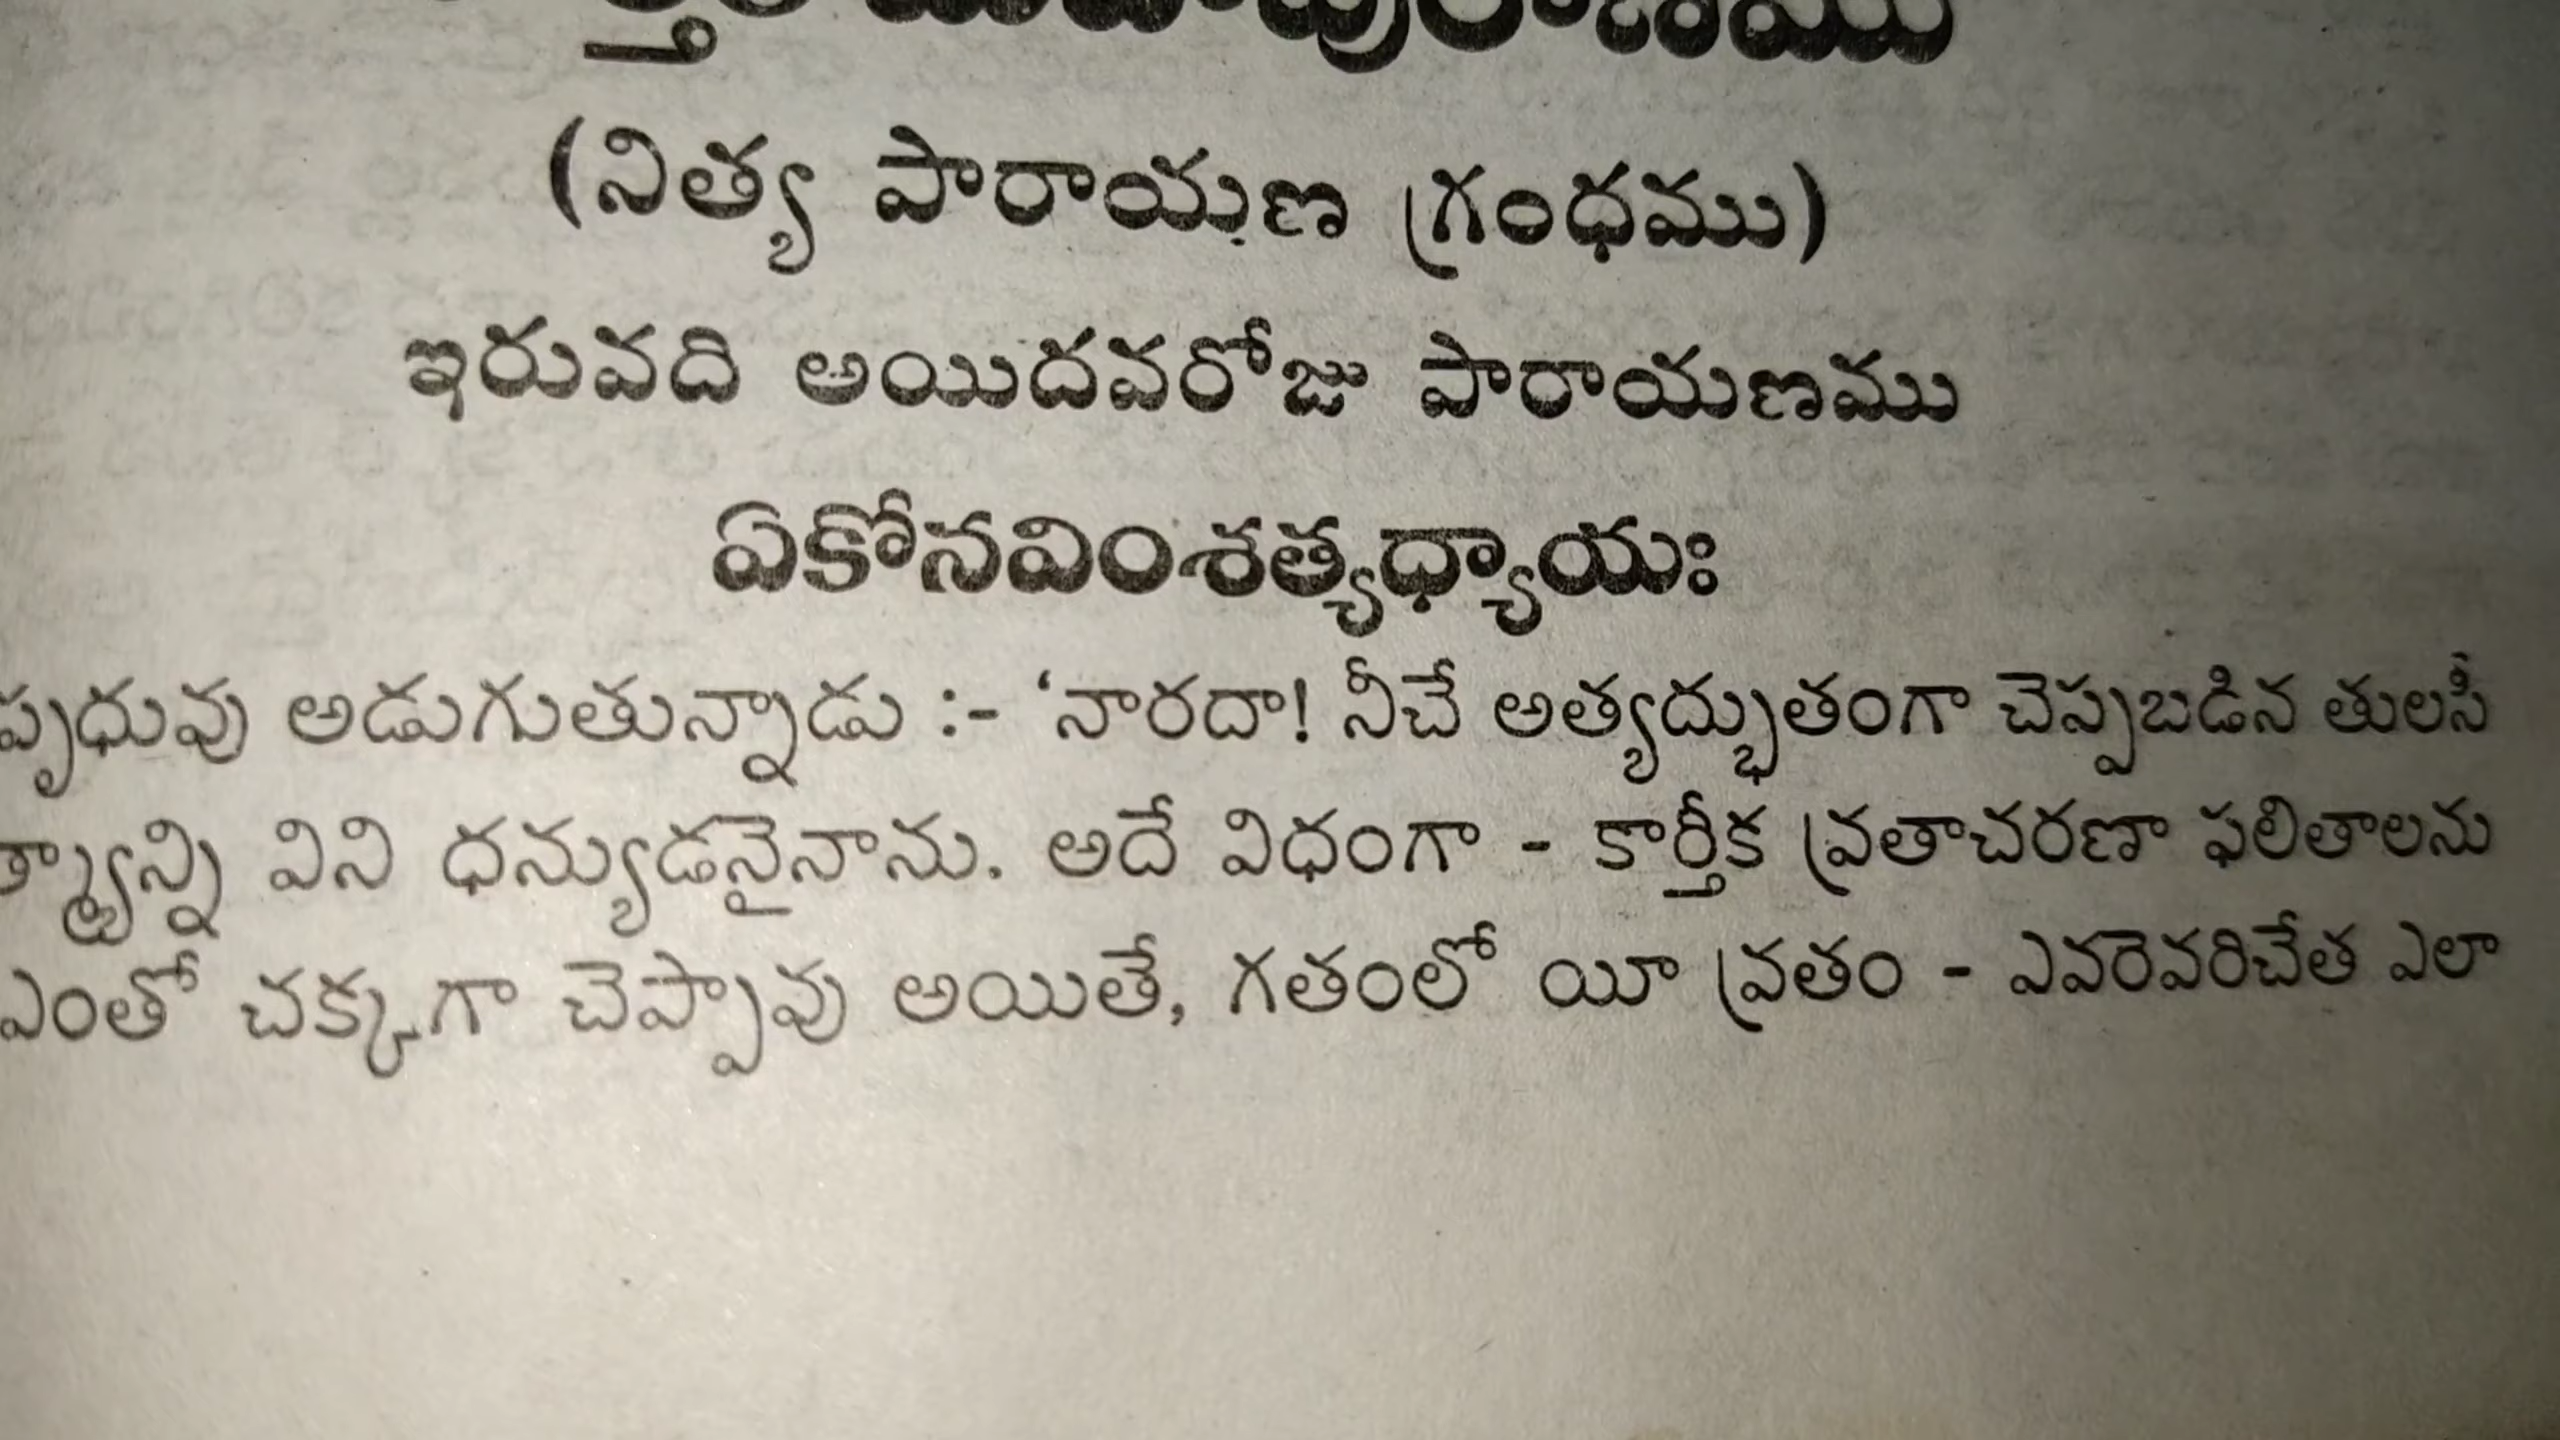 (నిత్య పారాయణ గ్రంధము)
ఇరువది అయిదవరోజు పారాయణము
ఏకోనవింశత్యధ్యాయః
పృధువు అడుగుతున్నాడు :- ‘నారదా! నీచే అత్యద్భుతంగా చెప్పబడిన తులసీ
విని ధన్యుడనైనాను. అదే విధంగా - కార్తీక వ్రతాచరణా ఫలితాలను
ఎంతో చక్కగా చెప్పావు అయితే, గతంలో యీ వ్రతం - ఎవరెవరిచేత ఎలా